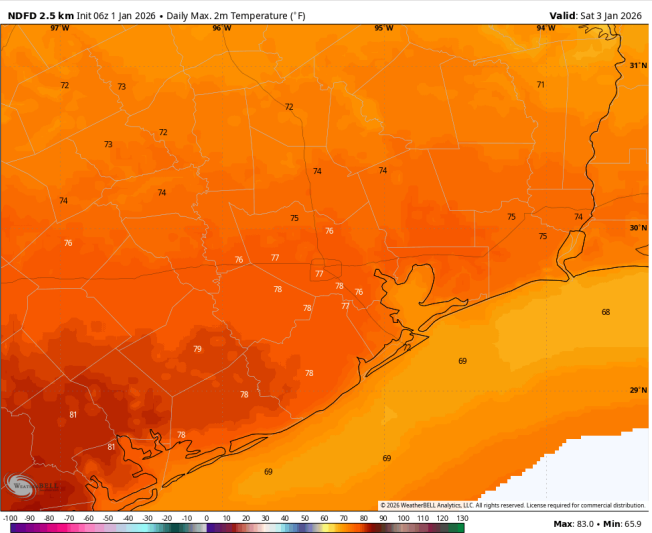 NDFD 2.5 km Init 06z 1 Jan 2026 • Daily Max. 2m Temperature (°F)
Valid: Sat 3 Jan 2026
97°W 96°W 95°W 94°W
31°N
72 73 72 71
72
73
74 74
74 74
75 75 74
76 76 75
30°N
76 77
77
78 78 76
78 77
68
72
79 69
78
78
29°N
81
78
81
69
69
WeatherBELL
© 2026 WeatherBELL Analytics, LLC. All rights reserved. License required for commercial distribution.
-100 -90 -80 -70 -60 -50 -40 -30 -20 -10 0 10 20 30 40 50 60 70 80 90 100 110 120 130
Max: 83.0 • Min: 65.9